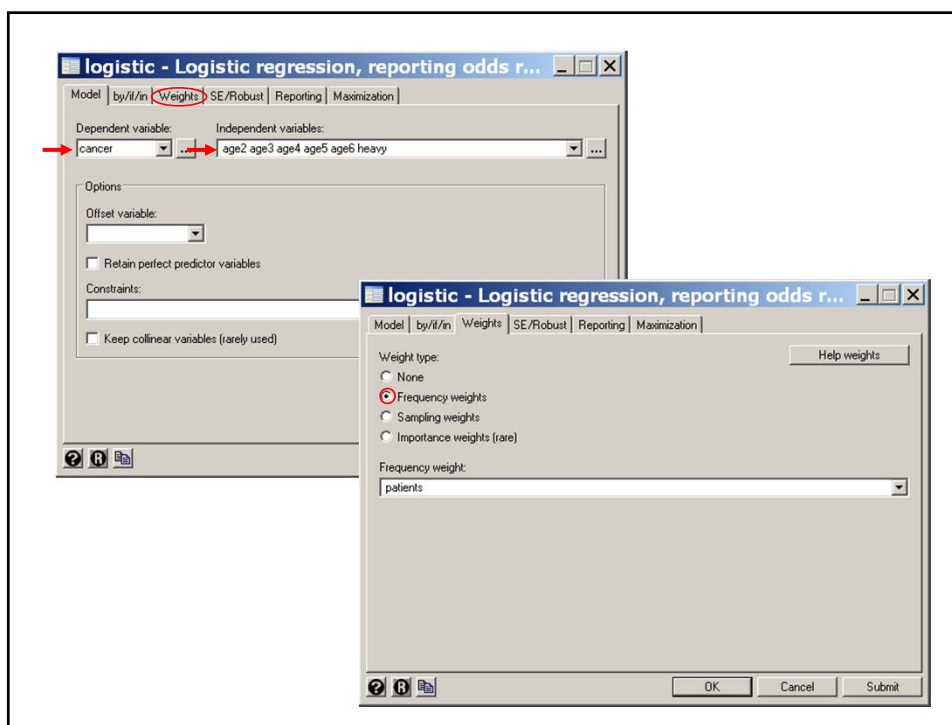 logistic - Logistic regression, reporting odds r...
Model by/if/in Weights SE/Robust Reporting Maximization
Dependent variable: Independent variables:
cancer ... age2 age3 age4 age5 age6 heavy ...
Options
Offset variable:
Retain perfect predictor variables
Constraints:
Keep collinear variables (rarely used)
logistic - Logistic regression, reporting odds r...
Model by/if/in Weights SE/Robust Reporting Maximization
Weight type: Help weights
None
Frequency weights
Sampling weights
Importance weights (rare)
Frequency weight:
patients
OK Cancel Submit